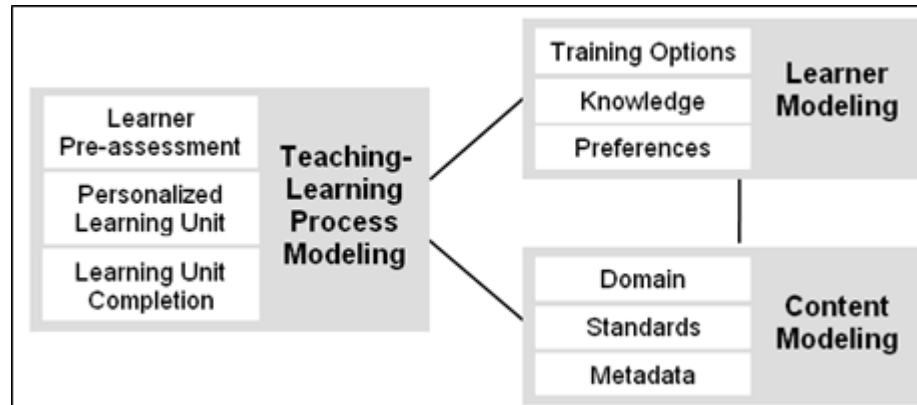 Learner
Pre-assessment
Personalized
Learning Unit
Learning Unit
Completion
Teaching-
Learning
Process
Modeling
Training Options
Knowledge
Preferences
Learner
Modeling
Domain
Standards
Metadata
Content
Modeling